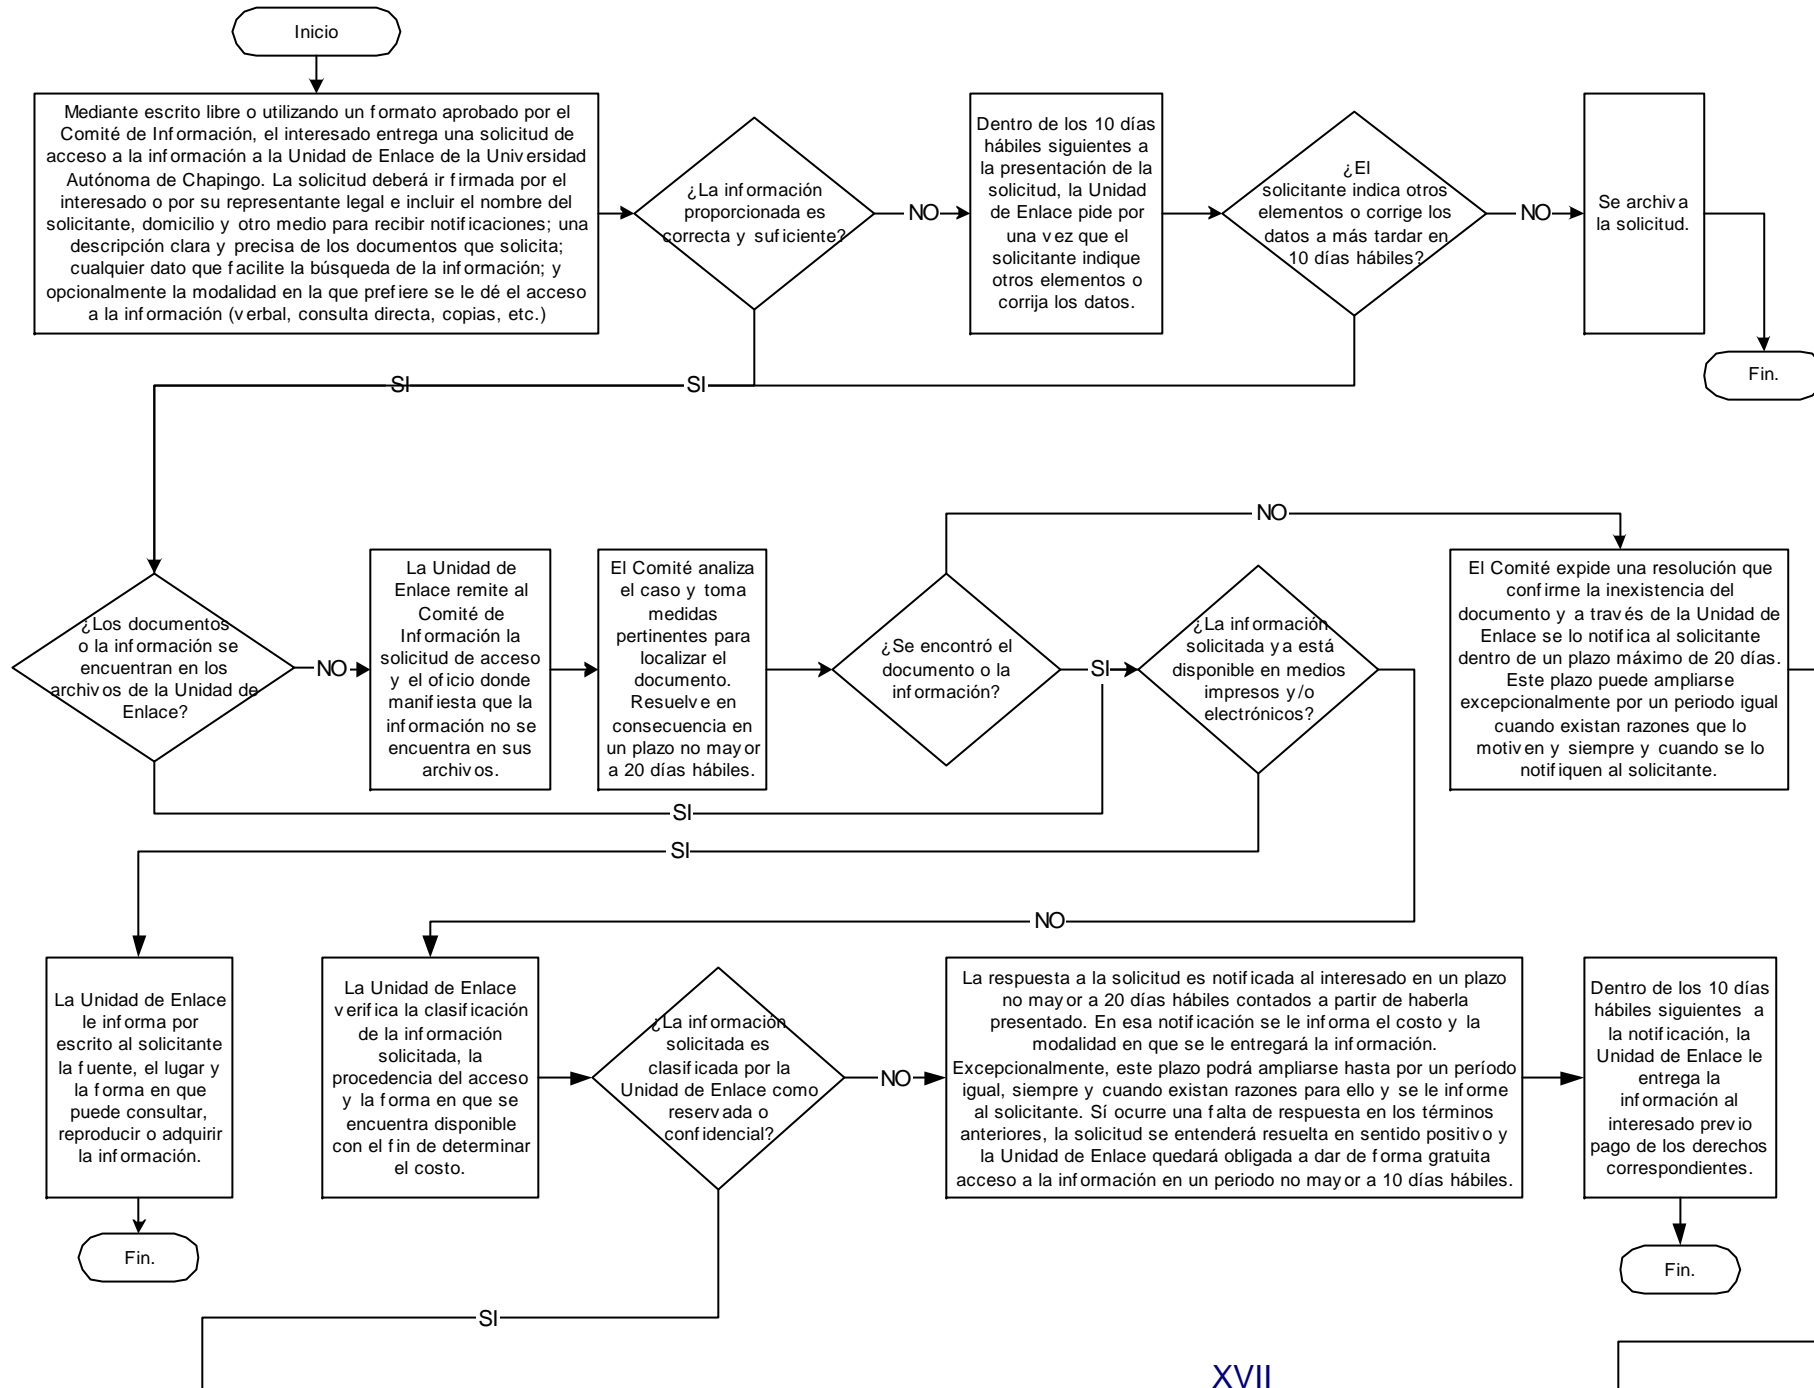 Inicio
Mediante escrito libre o utilizando un formato aprobado por el
Comité de Información, el interesado entrega una solicitud de
acceso a la información a la Unidad de Enlace de la Universidad
Autónoma de Chapingo. La solicitud deberá ir firmada por el
interesado o por su representante legal e incluir el nombre del
solicitante, domicilio y otro medio para recibir notificaciones; una
descripción clara y precisa de los documentos que solicita;
cualquier dato que facilite la búsqueda de la información; y
opcionalmente la modalidad en la que prefiere se le dé el acceso
a la información (verbal, consulta directa, copias, etc.)
¿La información
proporcionada es
correcta y suficiente?
NO
Dentro de los 10 días
hábiles siguientes a
la presentación de la
solicitud, la Unidad
de Enlace pide por
una vez que el
solicitante indique
otros elementos o
corrija los datos.
¿El
solicitante indica otros
elementos o corrige los
datos a más tardar en
10 días hábiles?
NO
Se archiva
la solicitud.
Fin.
SI
SI
¿Los documentos
o la información se
encuentran en los
archivos de la Unidad de
Enlace?
NO
La Unidad de
Enlace remite al
Comité de
Información la
solicitud de acceso
y el oficio donde
manifiesta que la
información no se
encuentra en sus
archivos.
El Comité analiza
el caso y toma
medidas
pertinentes para
localizar el
documento.
Resuelve en
consecuencia en
un plazo no mayor
a 20 días hábiles.
¿Se encontró el
documento o la
información?
SI
NO
¿La información
solicitada ya está
disponible en medios
impresos y/o
electrónicos?
El Comité expide una resolución que
confirme la inexistencia del
documento y a través de la Unidad de
Enlace se lo notifica al solicitante
dentro de un plazo máximo de 20 días.
Este plazo puede ampliarse
excepcionalmente por un periodo igual
cuando existan razones que lo
motiven y siempre y cuando se lo
notifiquen al solicitante.
SI
SI
NO
La Unidad de Enlace
le informa por
escrito al solicitante
la fuente, el lugar y
la forma en que
puede consultar,
reproducir o adquirir
la información.
Fin.
La Unidad de Enlace
verifica la clasificación
de la información
solicitada, la
procedencia del acceso
y la forma en que se
encuentra disponible
con el fin de determinar
el costo.
¿La información
solicitada es
clasificada por la
Unidad de Enlace como
reservada o
confidencial?
NO
La respuesta a la solicitud es notificada al interesado en un plazo
no mayor a 20 días hábiles contados a partir de haberla
presentado. En esa notificación se le informa el costo y la
modalidad en que se le entregará la información.
Excepcionalmente, este plazo podrá ampliarse hasta por un período
igual, siempre y cuando existan razones para ello y se le informe
al solicitante. Sí ocurre una falta de respuesta en los términos
anteriores, la solicitud se entenderá resuelta en sentido positivo y
la Unidad de Enlace quedará obligada a dar de forma gratuita
acceso a la información en un periodo no mayor a 10 días hábiles.
Dentro de los 10 días
hábiles siguientes a
la notificación, la
Unidad de Enlace le
entrega la
información al
interesado previo
pago de los derechos
correspondientes.
Fin.
SI
XVII